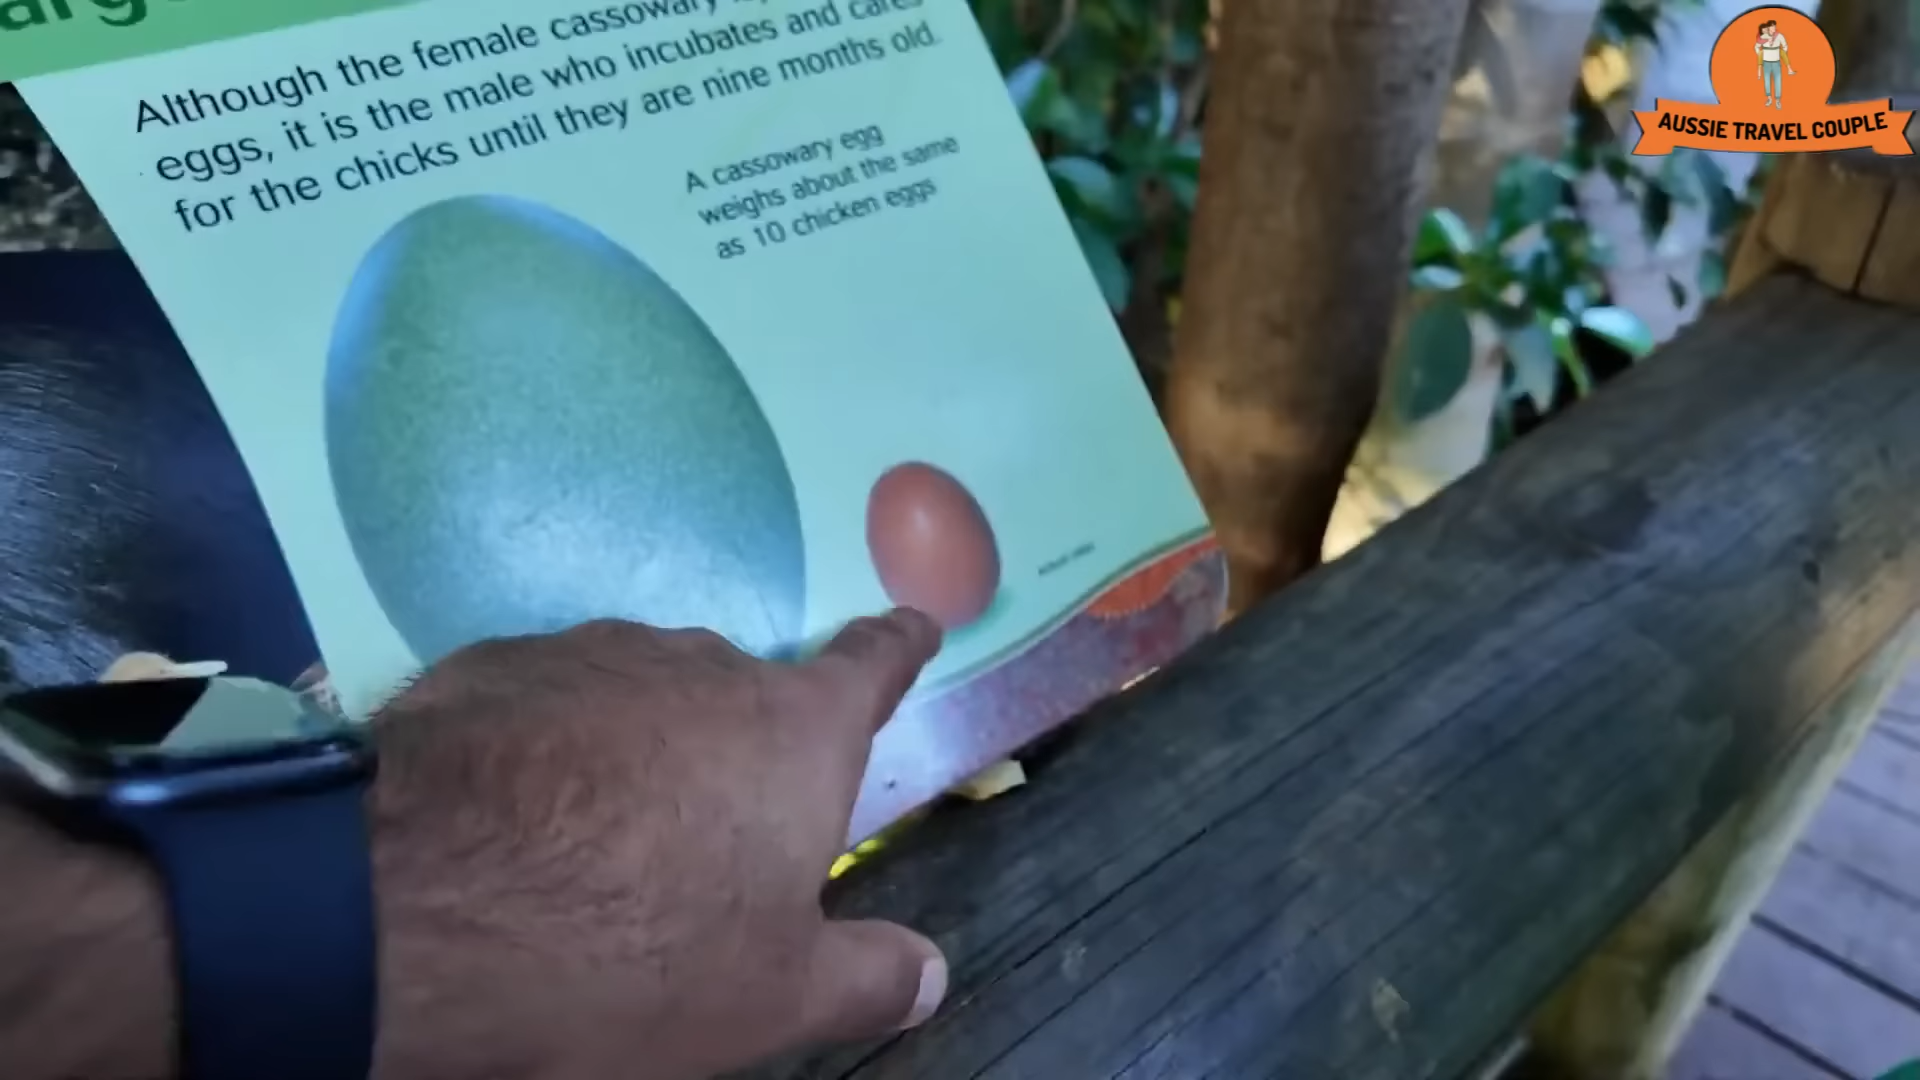 Although the female cassowary
eggs, it is the male who incubates and cares
for the chicks until they are nine months old.
A cassowary egg
weighs about the same
as 10 chicken eggs
AUSSIE TRAVEL COUPLE